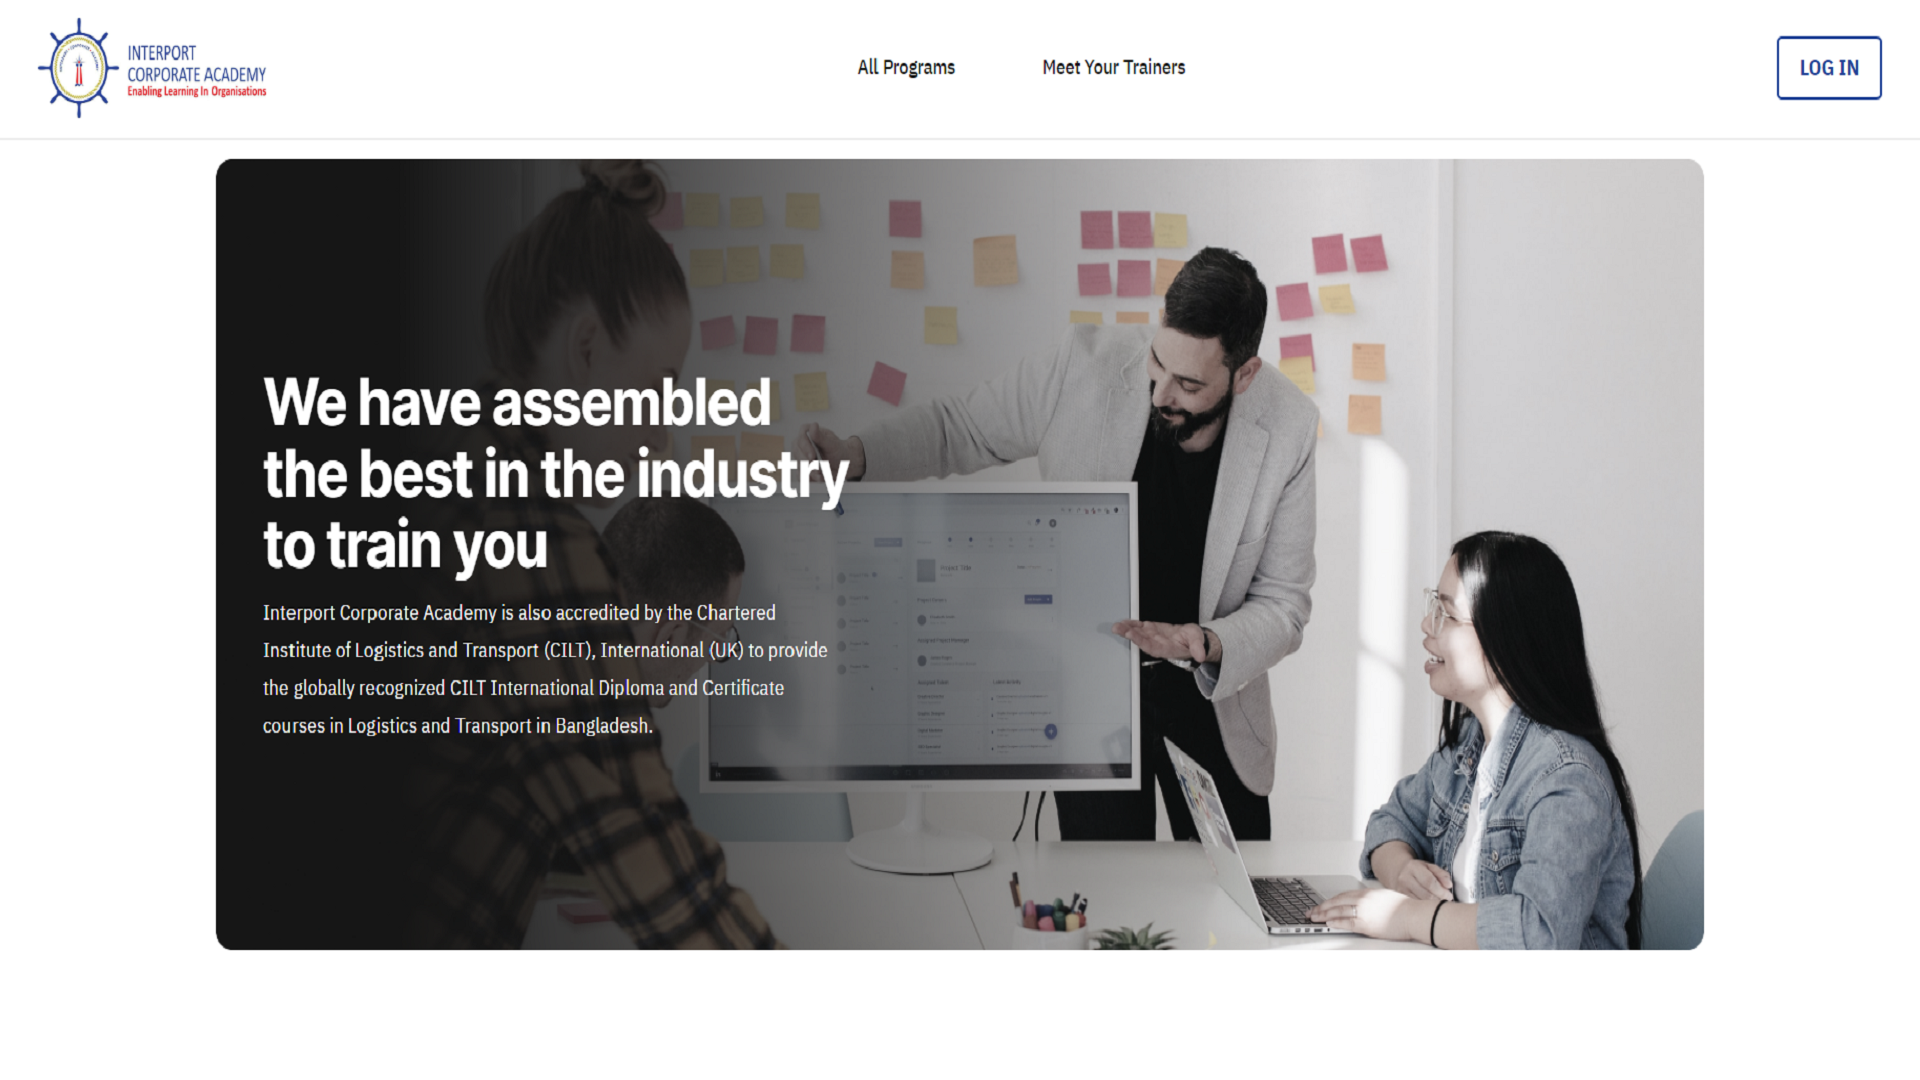 INTERPORT
CORPORATE ACADEMY
Enabling Learning In Organisations
All Programs
Meet Your Trainers
LOG IN
We have assembled
the best in the industry
to train you
Interport Corporate Academy is also accredited by the Chartered
Institute of Logistics and Transport (CILT), International (UK) to provide
the globally recognized CILT International Diploma and Certificate
courses in Logistics and Transport in Bangladesh.